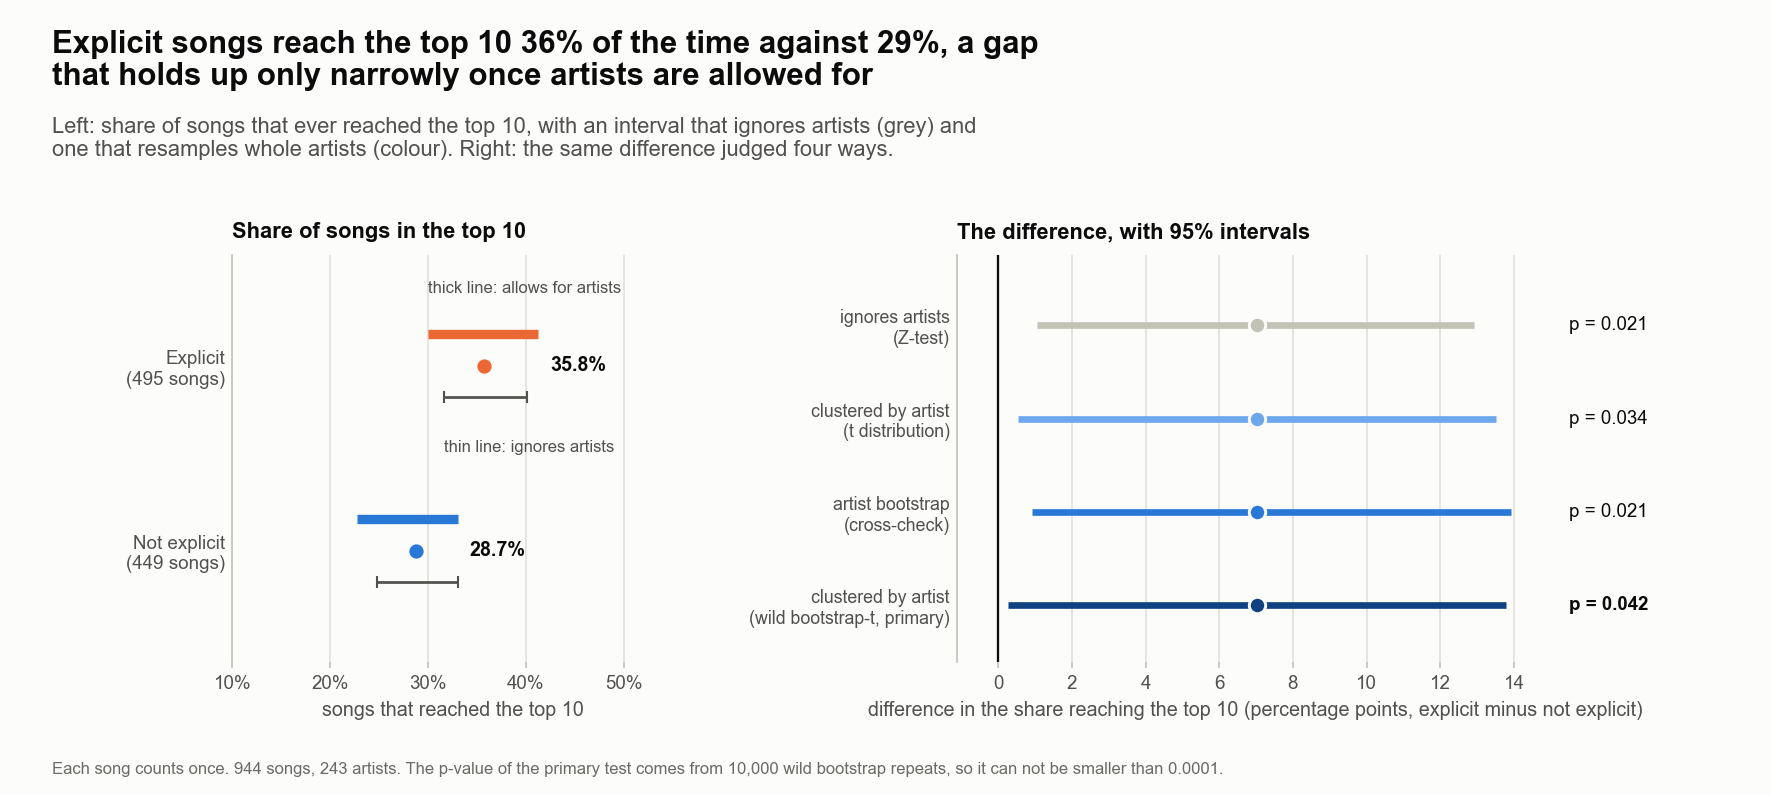 Explicit songs reach the top 10 36% of the time against 29%, a gap
that holds up only narrowly once artists are allowed for
Left: share of songs that ever reached the top 10, with an interval that ignores artists (grey) and
one that resamples whole artists (colour). Right: the same difference judged four ways.
Share of songs in the top 10
thick line: allows for artists
Explicit
(495 songs)
35.8%
thin line: ignores artists
Not explicit
(449 songs)
28.7%
10% 20% 30% 40% 50%
songs that reached the top 10
The difference, with 95% intervals
ignores artists
(Z-test)
p = 0.021
clustered by artist
(t distribution)
p = 0.034
artist bootstrap
(cross-check)
p = 0.021
clustered by artist
(wild bootstrap-t, primary)
p = 0.042
0 2 4 6 8 10 12 14
difference in the share reaching the top 10 (percentage points, explicit minus not explicit)
Each song counts once. 944 songs, 243 artists. The p-value of the primary test comes from 10,000 wild bootstrap repeats, so it can not be smaller than 0.0001.